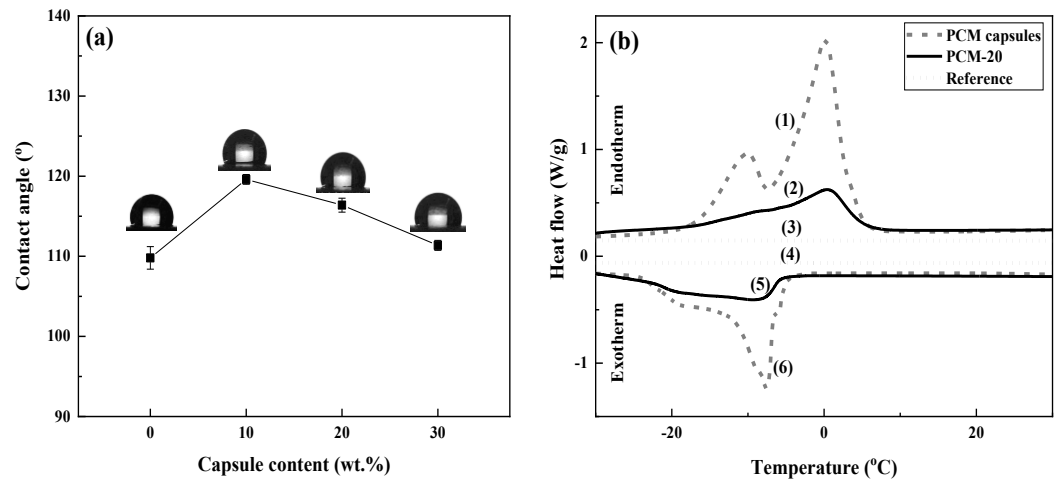 (a)
140
130
120
110
100
90
0
10
20
30
Contact angle (º)
Capsule content (wt.%)
(b)
PCM capsules
PCM-20
Reference
2
1
0
-1
-20
0
20
(1)
(2)
(3)
(4)
(5)
(6)
Endotherm
Exotherm
Heat flow (W/g)
Temperature (ºC)